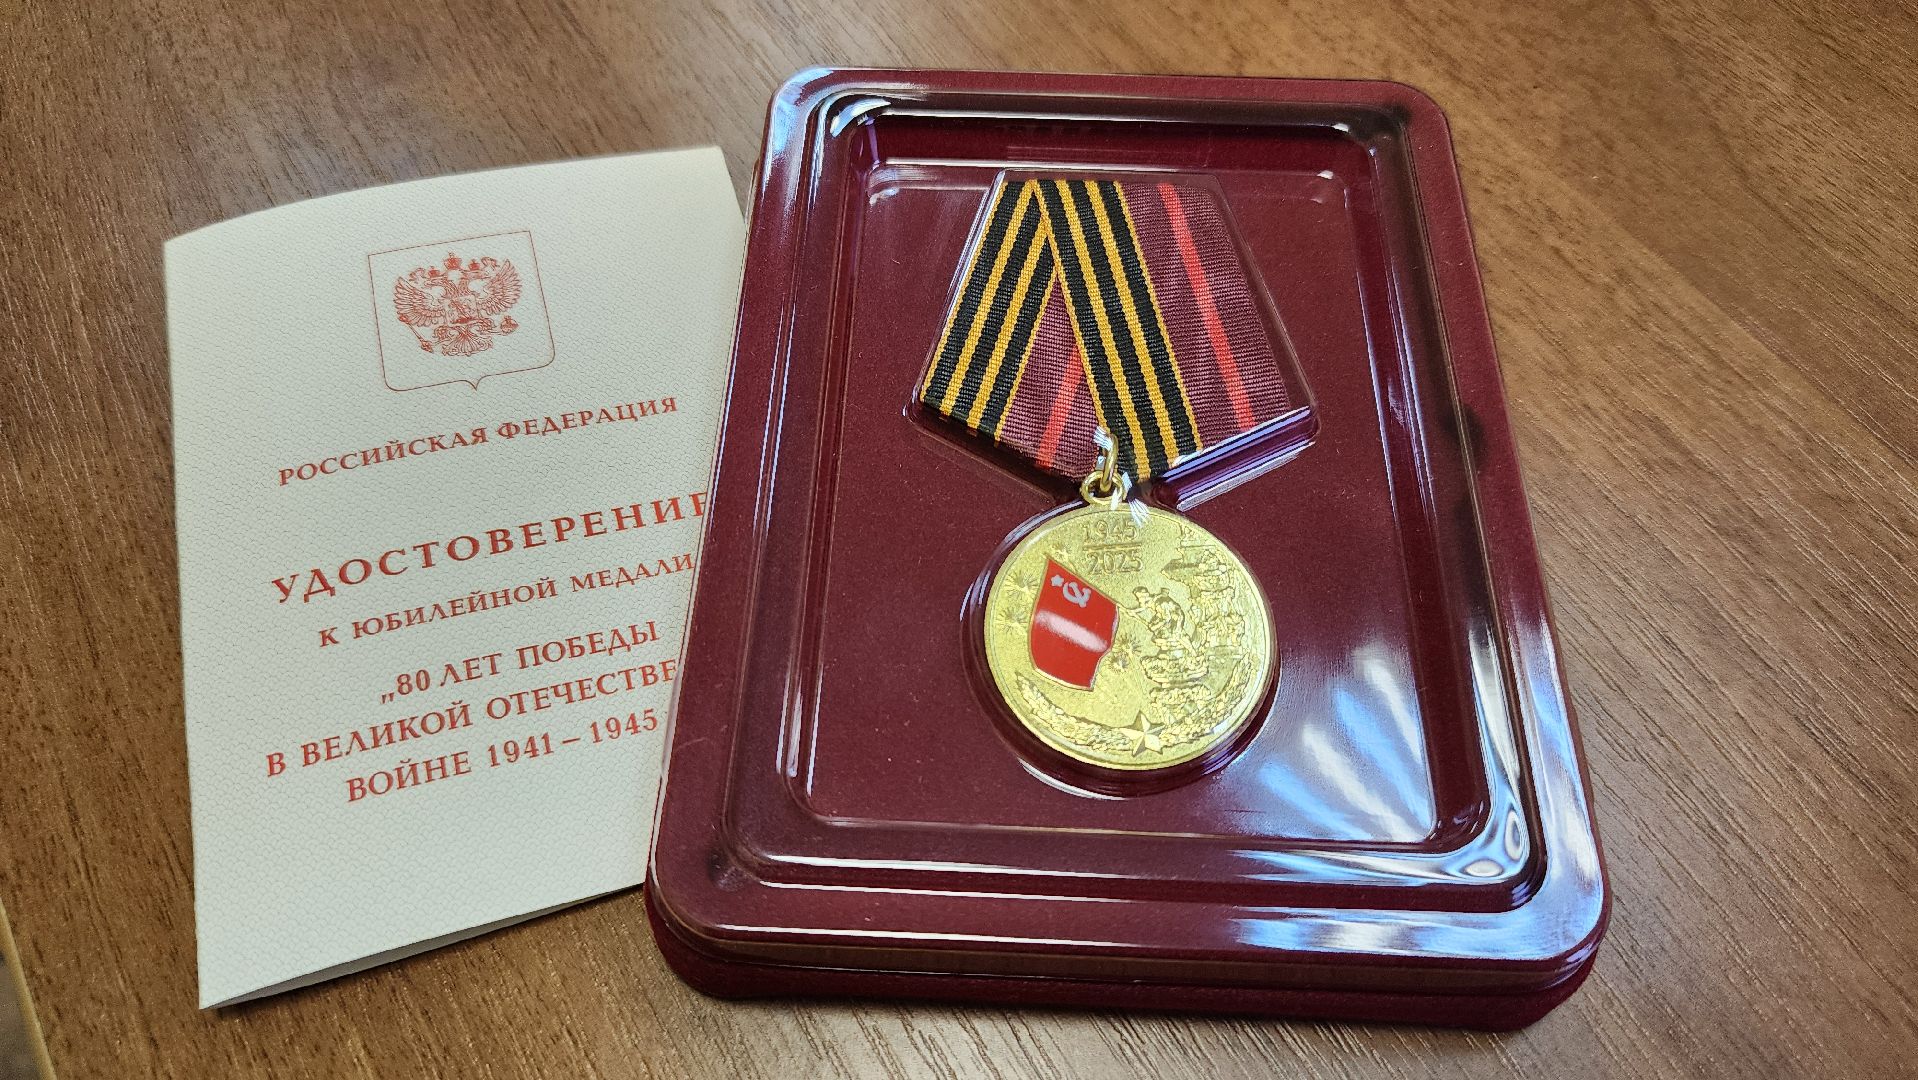 РОССИЙСКАЯ ФЕДЕРАЦИЯ
УДОСТОВЕРЕНИЕ
К ЮБИЛЕЙНОЙ МЕДАЛИ
„80 ЛЕТ ПОБЕДЫ
В ВЕЛИКОЙ ОТЕЧЕСТВЕ
ВОЙНЕ 1941–1945
1945
2025